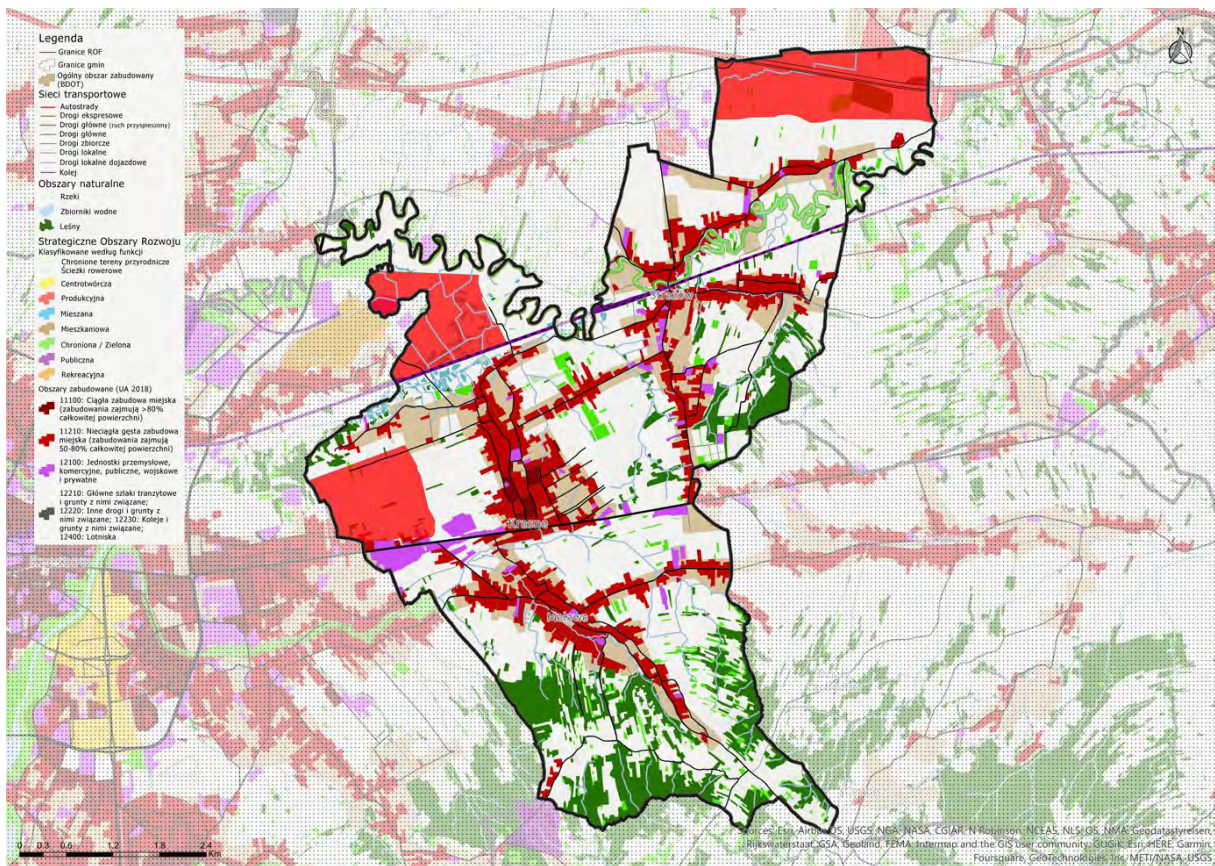 Legenda
Granice ROF
Granice gmin
Ogólny obszar zabudowany
(BDOT)
Sieci transportowe
Autostrady
Drogi ekspresowe
Drogi główne (ruch przyspieszony)
Drogi główne
Drogi zbiorcze
Drogi lokalne
Drogi lokalne dojazdowe
Kolej
Obszary naturalne
Rzeki
Zbiorniki wodne
Leśny
Strategiczne Obszary Rozwoju
Klasyfikowane według funkcji
Chronione tereny przyrodnicze
Ścieżki rowerowe
Centrotwórcza
Produkcyjna
Mieszana
Mieszkaniowa
Chroniona / Zielona
Publiczna
Rekreacyjna
Obszary zabudowane (UA 2018)
11100: Ciągła zabudowa miejska
(zabudowania zajmują >80%
całkowitej powierzchni)
11210: Nieciągła gęsta zabudowa
miejska (zabudowania zajmują
50-80% całkowitej powierzchni)
12100: Jednostki przemysłowe,
komercyjne, publiczne, wojskowe
i prywatne
12210: Główne szlaki tranzytowe
i grunty z nimi związane;
12220: Inne drogi i grunty z
nimi związane; 12230: Koleje i
grunty z nimi związane;
12400: Lotniska
N
Strażów
Krasne
Malawa
0 0.3 0.6 1.2 1.8 2.4
Km
Sources: Esri, Airbus DS, USGS, NGA, NASA, CGIAR, N Robinson, NCEAS, NLS, OS, NMA, Geodatastyrelsen,
Rijkswaterstaat, GSA, Geoland, FEMA, Intermap and the GIS user community, GUGiK, Esri, HERE, Garmin,
Foursquare, GeoTechnologies, Inc, METI/NASA, USGS